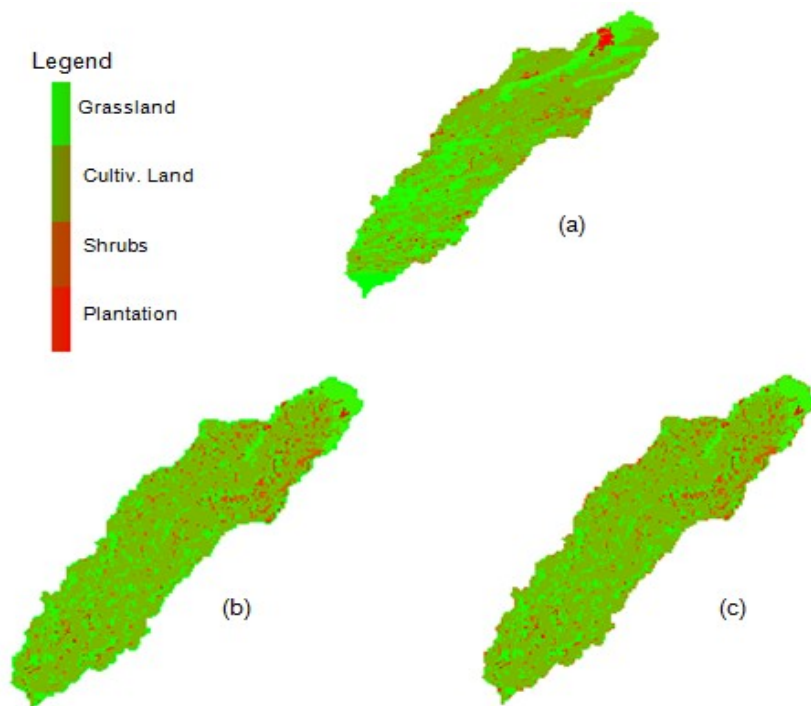 Legend
Grassland
Cultiv. Land
Shrubs
Plantation
(a)
(b)
(c)